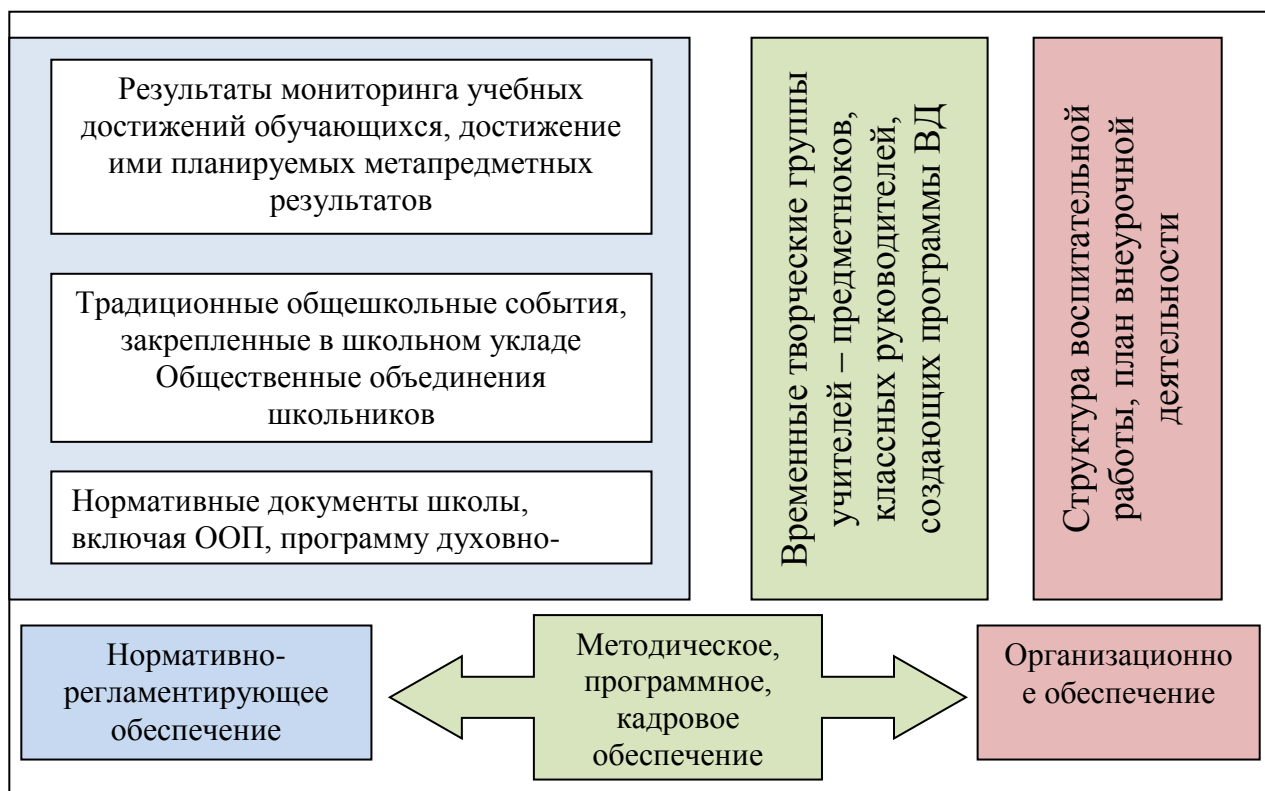 Результаты мониторинга учебных
достижений обучающихся, достижение
ими планируемых метапредметных
результатов
Традиционные общешкольные события,
закрепленные в школьном укладе
Общественные объединения
школьников
Нормативные документы школы,
включая ООП, программу духовно-
Временные творческие группы
учителей – предметноков,
классных руководителей,
создающих программы ВД
Структура воспитательной
работы, план внеурочной
деятельности
Нормативно-
регламентирующее
обеспечение
Методическое,
программное,
кадровое
обеспечение
Организационно
е обеспечение